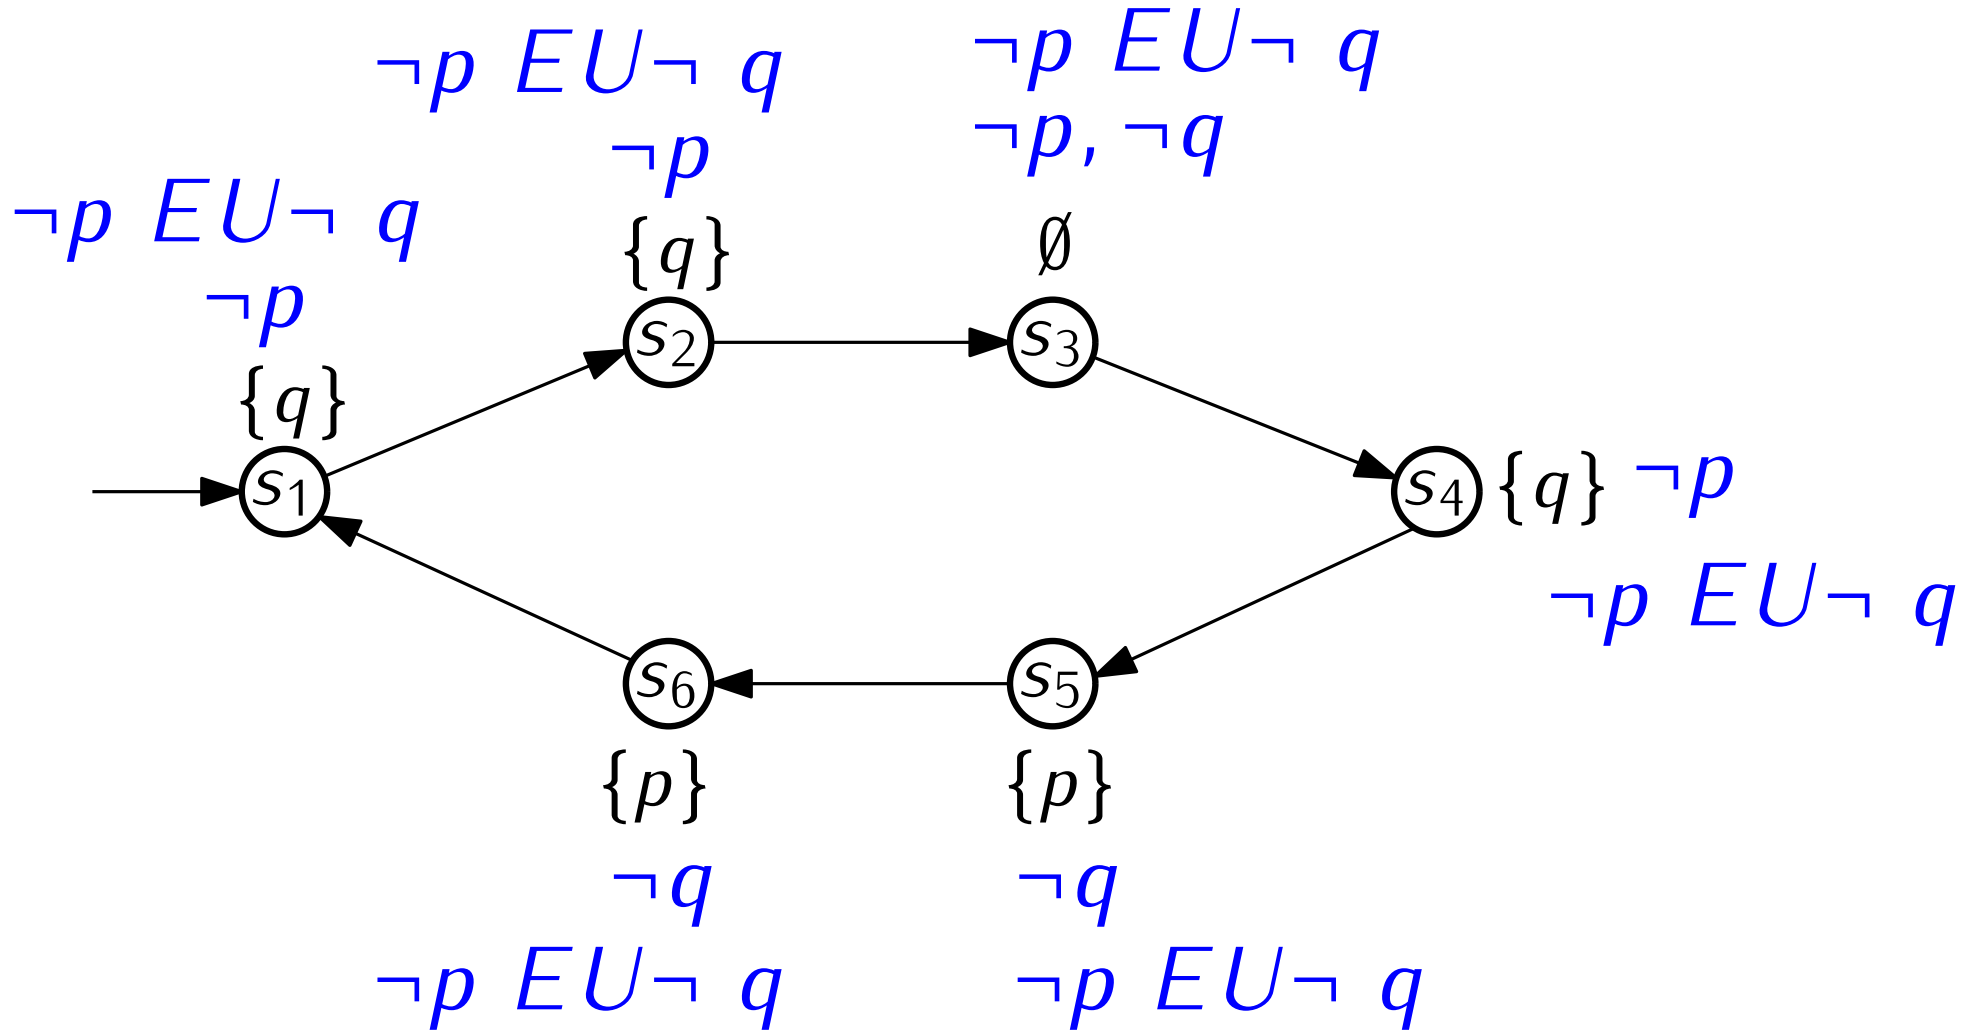 ¬p EU¬ q
¬p EU¬ q
¬p
¬p, ¬q
¬p EU¬ q
¬p
{q}
∅
{q}
s2
s3
s1
s4
{q} ¬p
¬p EU¬ q
s6
s5
{p}
{p}
¬q
¬q
¬p EU¬ q
¬p EU¬ q